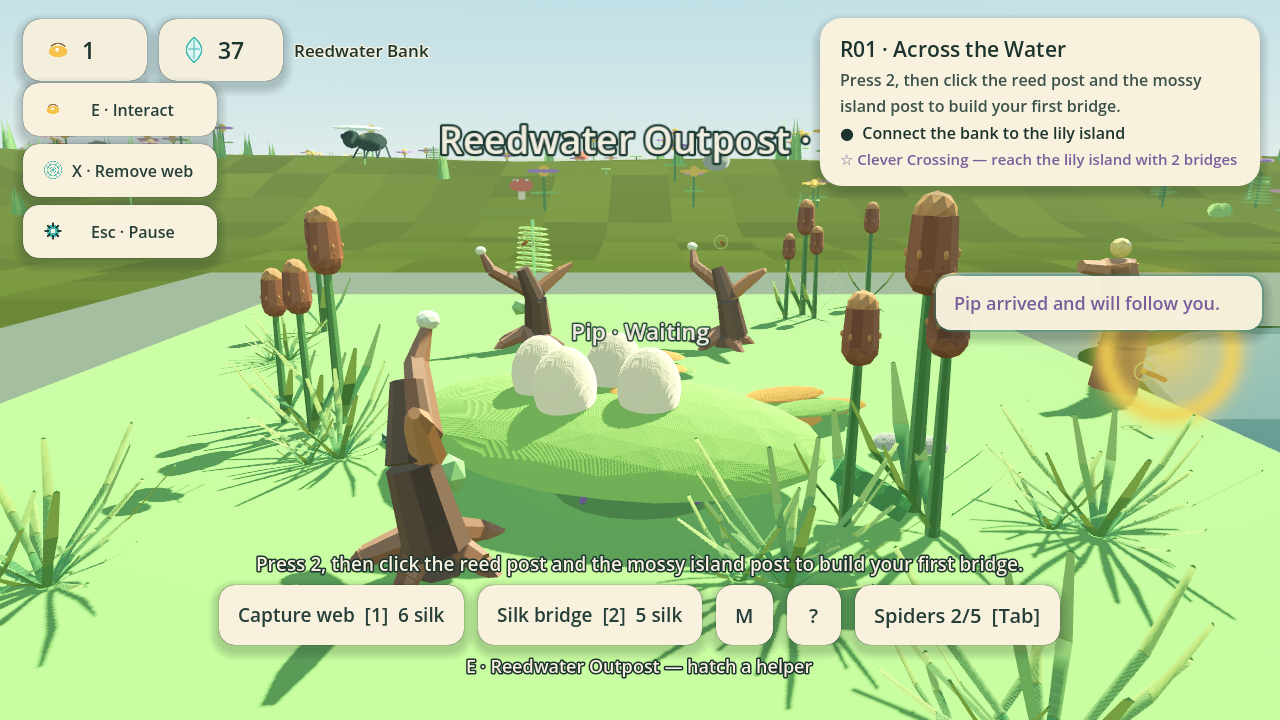 1
37
Reedwater Bank
E · Interact
X · Remove web
Esc · Pause
R01 · Across the Water
Press 2, then click the reed post and the mossy
island post to build your first bridge.
Connect the bank to the lily island
☆ Clever Crossing — reach the lily island with 2 bridges
Reedwater Outpost ·
Pip arrived and will follow you.
Pip · Waiting
Press 2, then click the reed post and the mossy island post to build your first bridge.
Capture web [1] 6 silk
Silk bridge [2] 5 silk
M
?
Spiders 2/5 [Tab]
E · Reedwater Outpost — hatch a helper